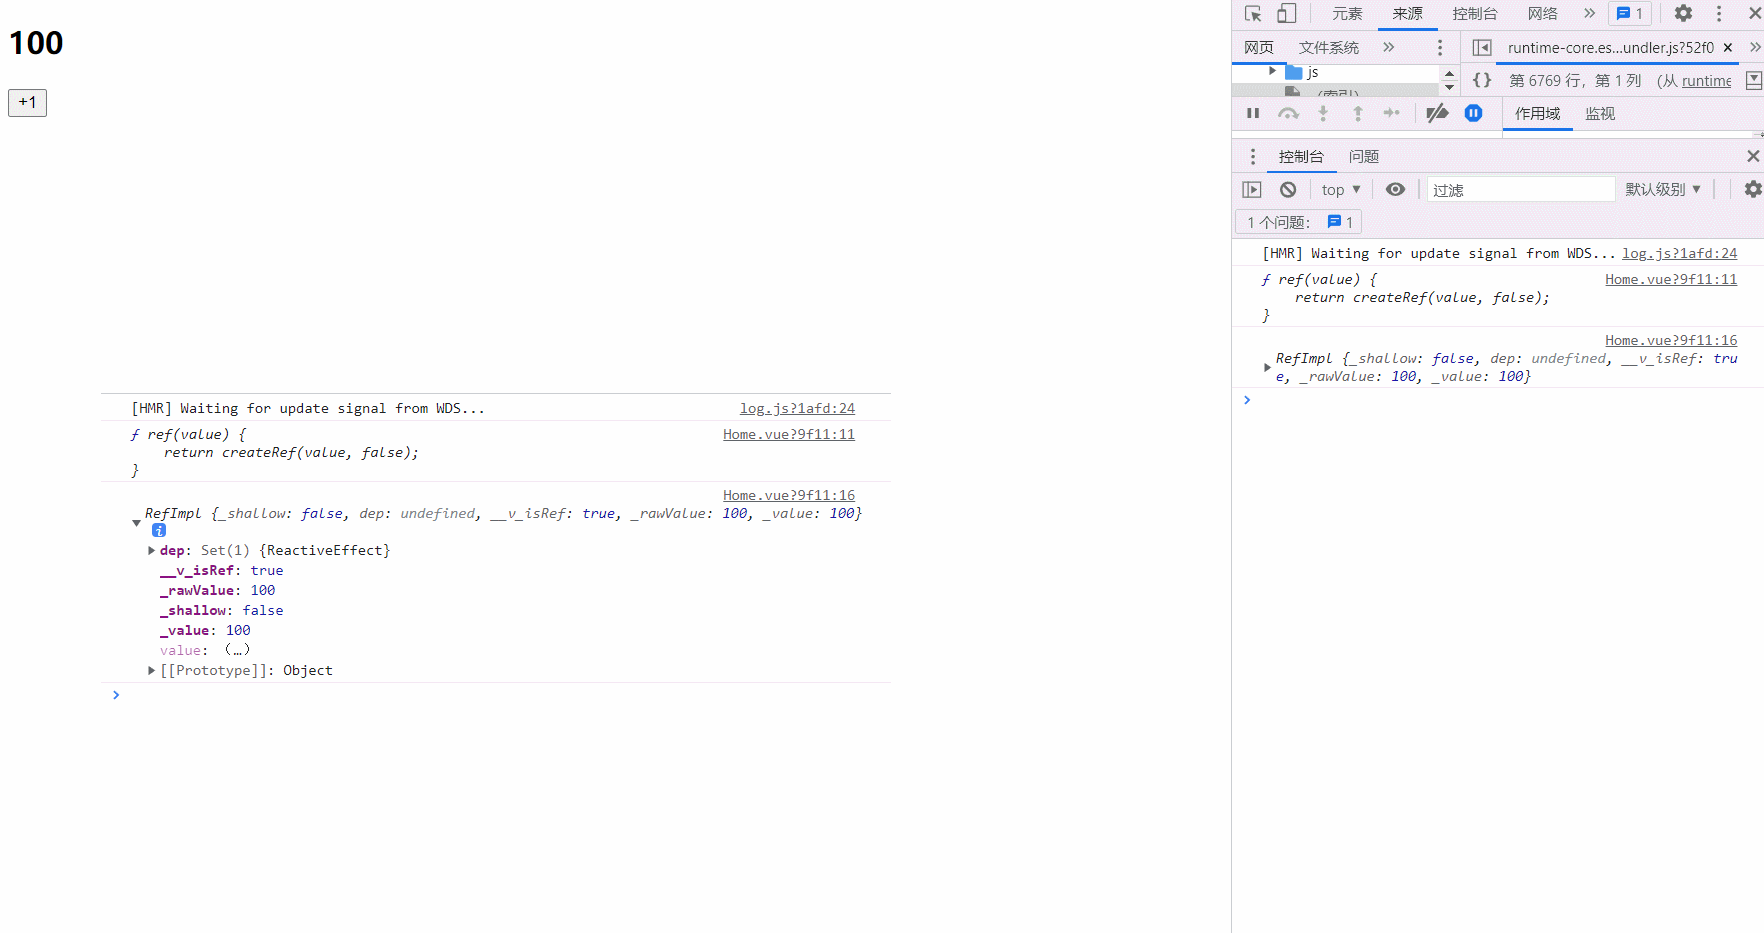 100
+1
[HMR] Waiting for update signal from WDS... log.js?1afd:24
ƒ ref(value) { Home.vue?9f11:11
return createRef(value, false);
}
Home.vue?9f11:16
RefImpl {_shallow: false, dep: undefined, __v_isRef: true, _rawValue: 100, _value: 100}
i
dep: Set(1) {ReactiveEffect}
__v_isRef: true
_rawValue: 100
_shallow: false
_value: 100
value: (…)
[[Prototype]]: Object
元素 来源 控制台 网络 » 1
网页 文件系统 » runtime-core.es…undler.js?52f0 × »
js
(索引)
{} 第 6769 行，第 1 列 (从 runtime
作用域 监视
控制台 问题
top ▼ 过滤 默认级别 ▼
1 个问题: 1
[HMR] Waiting for update signal from WDS... log.js?1afd:24
ƒ ref(value) { Home.vue?9f11:11
return createRef(value, false);
}
Home.vue?9f11:16
RefImpl {_shallow: false, dep: undefined, __v_isRef: tru
e, _rawValue: 100, _value: 100}